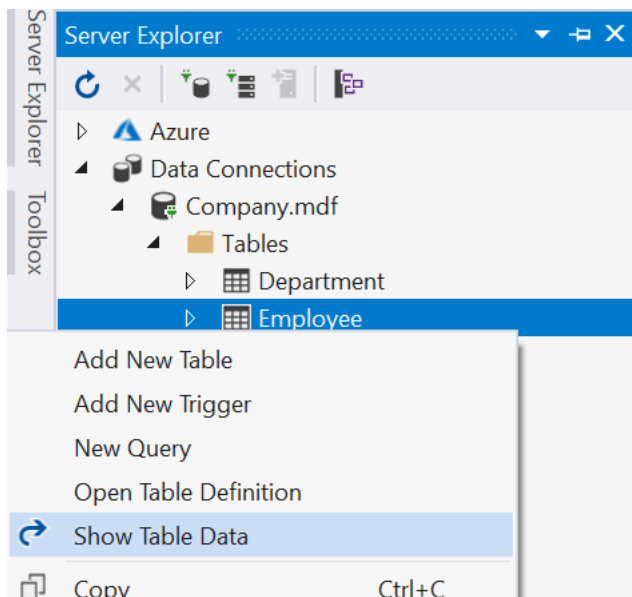 Server Explorer
Toolbox
Server Explorer
Azure
Data Connections
Company.mdf
Tables
Department
Employee
Add New Table
Add New Trigger
New Query
Open Table Definition
Show Table Data
Copy Ctrl+C